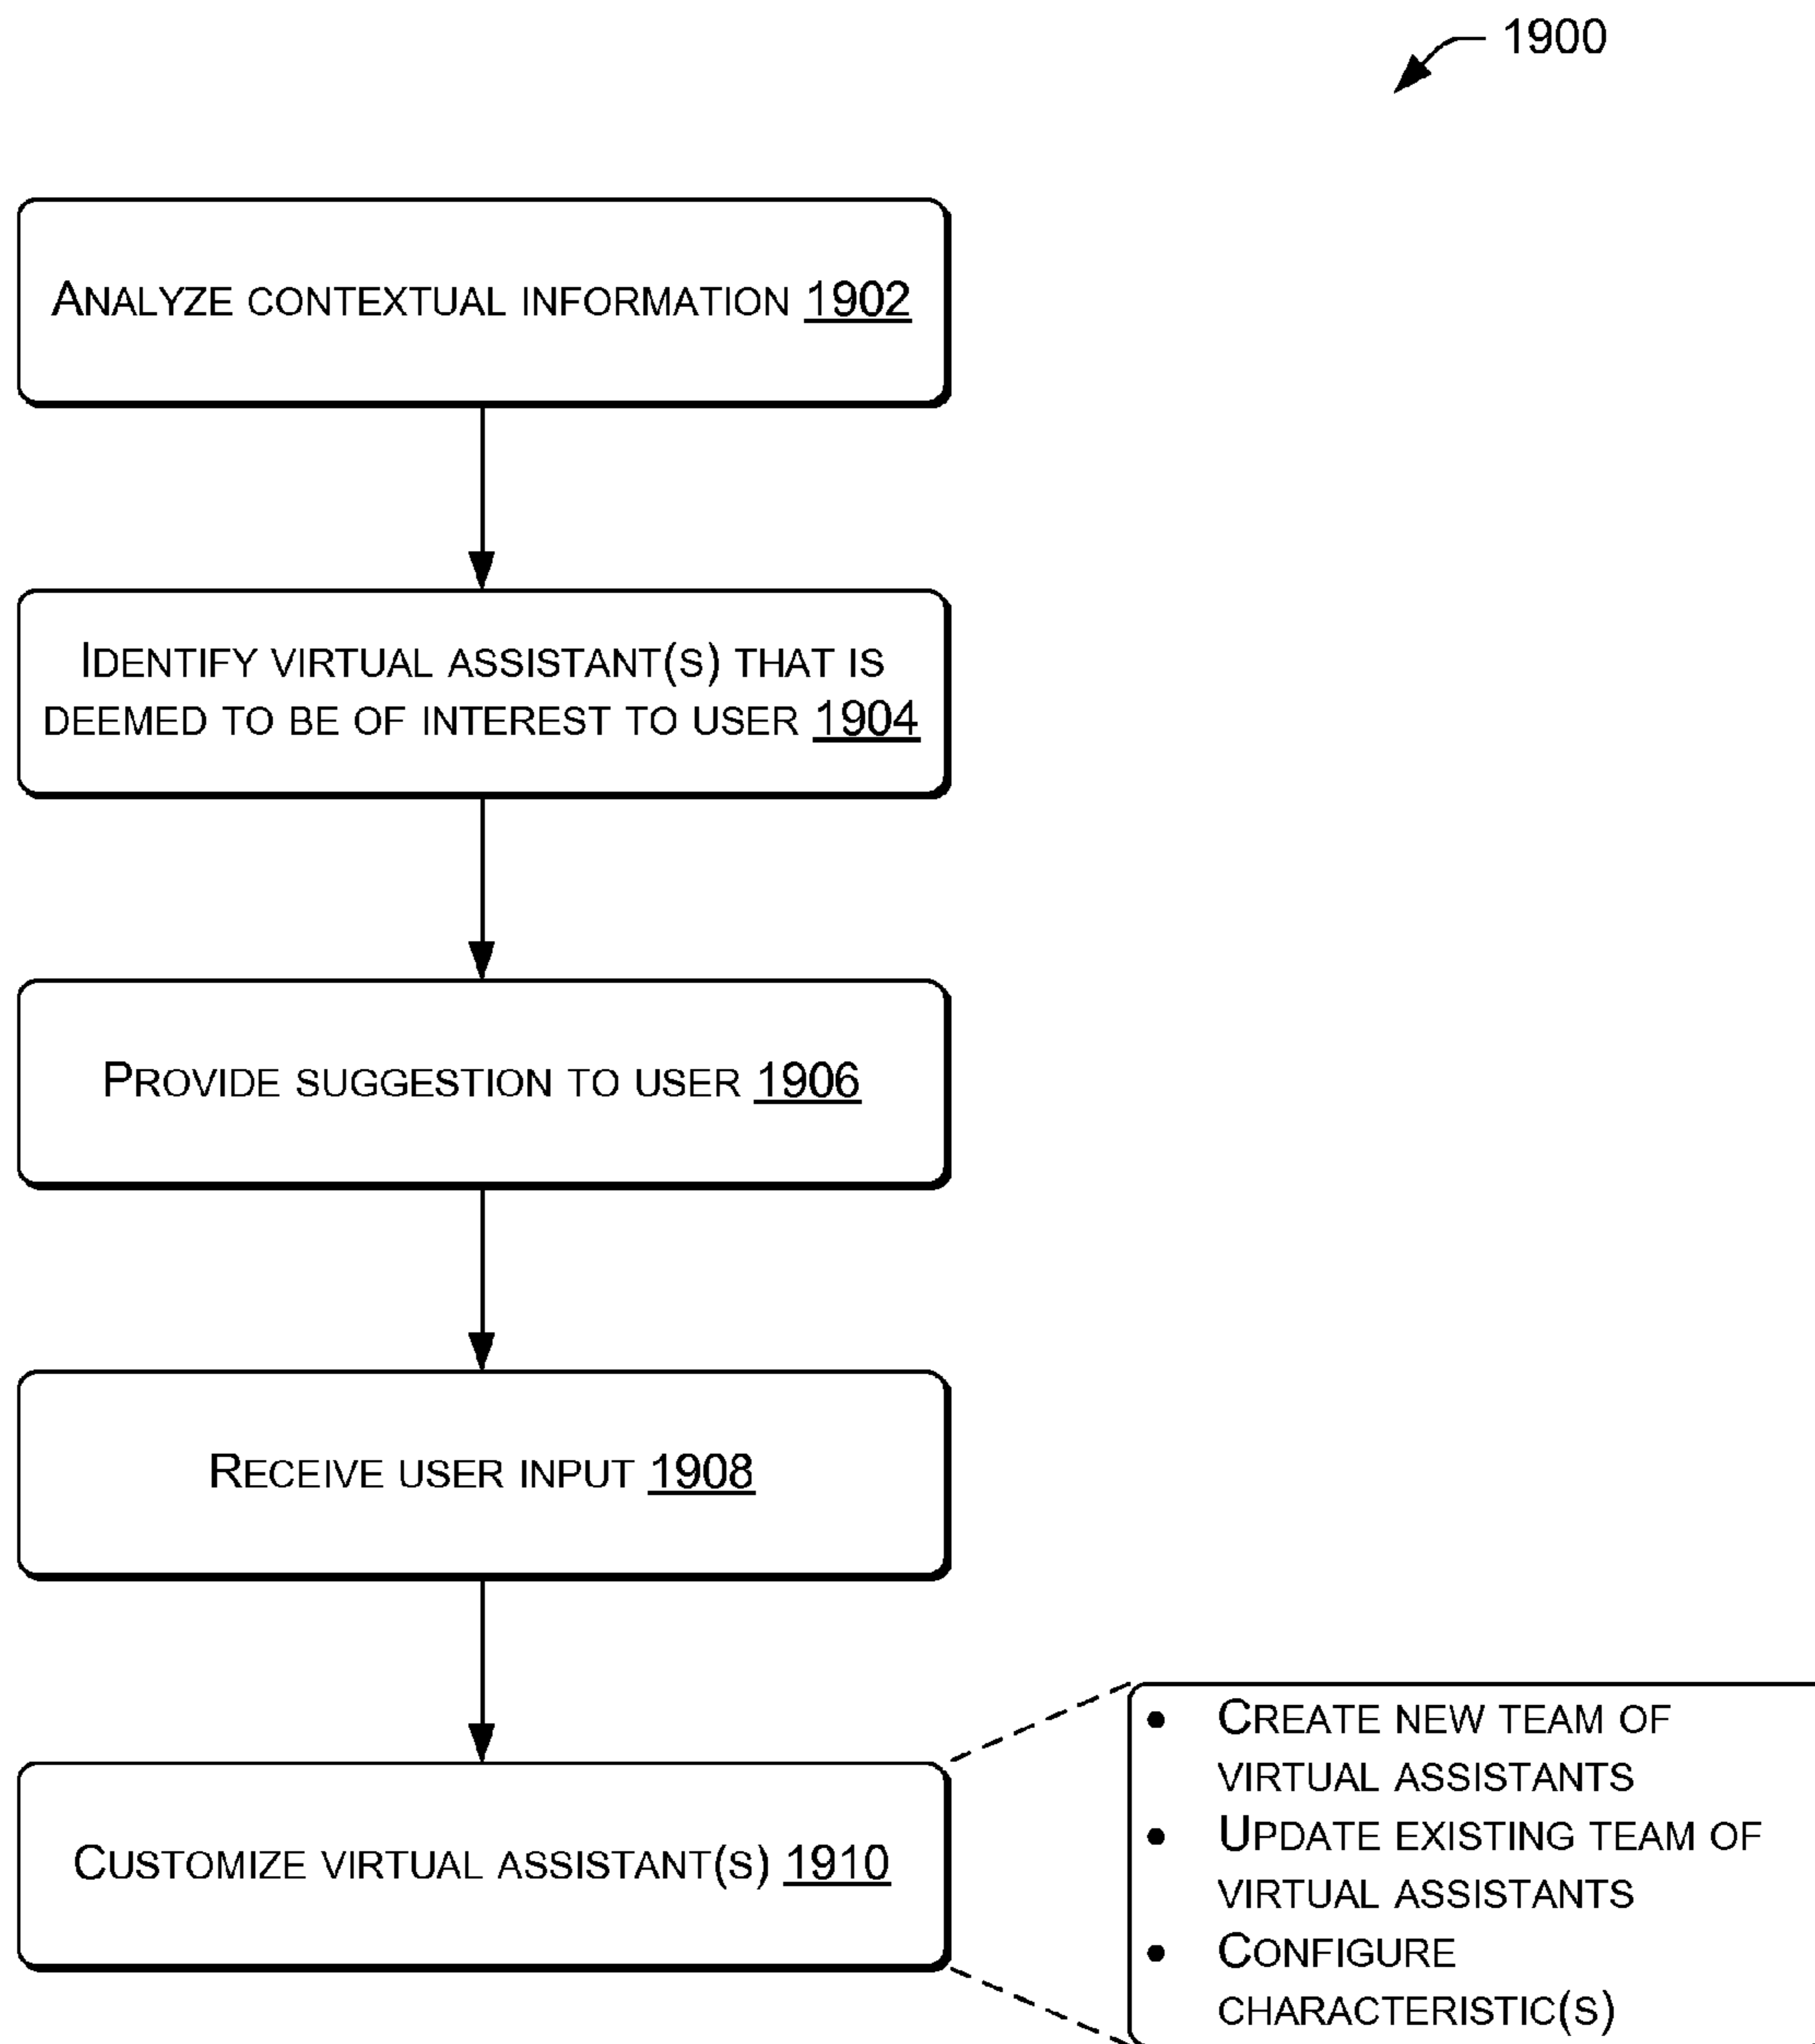 1900
ANALYZE CONTEXTUAL INFORMATION 1902
IDENTIFY VIRTUAL ASSISTANT(S) THAT IS
DEEMED TO BE OF INTEREST TO USER 1904
PROVIDE SUGGESTION TO USER 1906
RECEIVE USER INPUT 1908
CUSTOMIZE VIRTUAL ASSISTANT(S) 1910
• CREATE NEW TEAM OF
VIRTUAL ASSISTANTS
• UPDATE EXISTING TEAM OF
VIRTUAL ASSISTANTS
• CONFIGURE
CHARACTERISTIC(S)